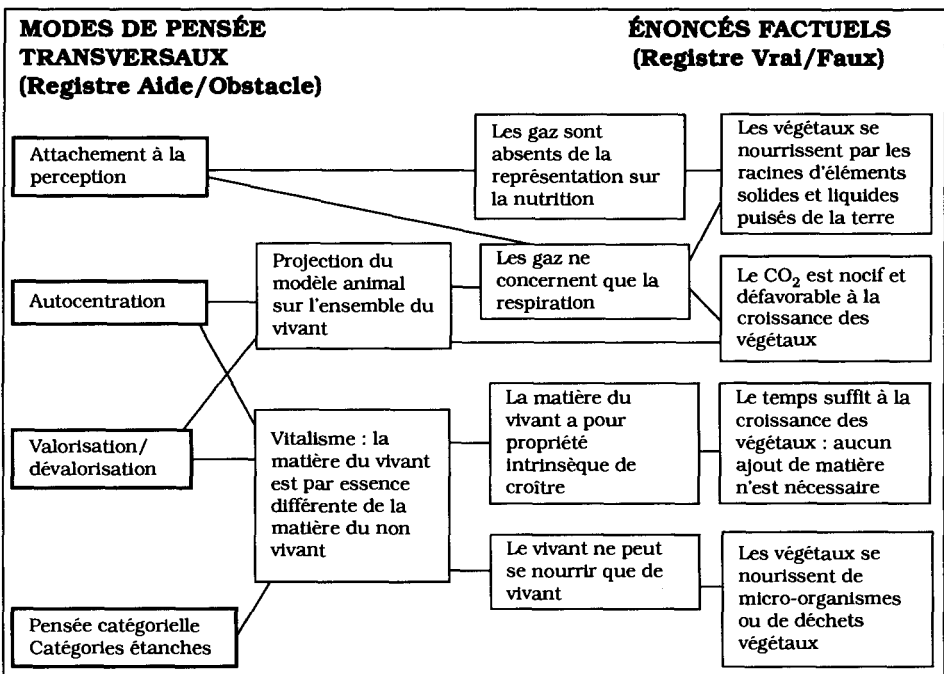 MODES DE PENSÉE
TRANSVERSAUX
(Registre Aide/Obstacle)
ÉNONCÉS FACTUELS
(Registre Vrai/Faux)
Attachement à la
perception
Les gaz sont
absents de la
représentation sur
la nutrition
Les végétaux se
nourrissent par les
racines d'éléments
solides et liquides
puisés de la terre
Autocentration
Projection du
modèle animal
sur l'ensemble du
vivant
Les gaz ne
concernent que la
respiration
Le CO₂ est nocif et
défavorable à la
croissance des
végétaux
Valorisation/
dévalorisation
Vitalisme : la
matière du vivant
est par essence
différente de la
matière du non
vivant
La matière du
vivant a pour
propriété
intrinsèque de
croître
Le temps suffit à la
croissance des
végétaux : aucun
ajout de matière
n'est nécessaire
Pensée catégorielle
Catégories étanches
Le vivant ne peut
se nourrir que de
vivant
Les végétaux se
nourissent de
micro-organismes
ou de déchets
végétaux